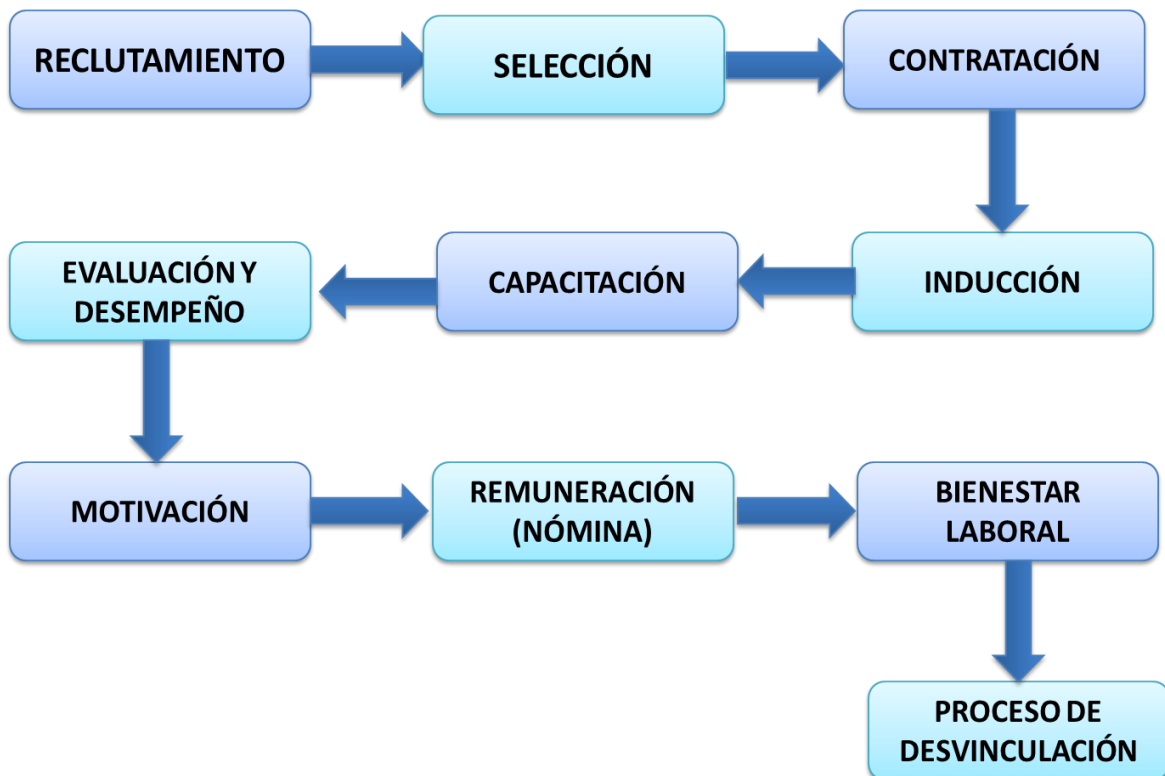 RECLUTAMIENTO
SELECCIÓN
CONTRATACIÓN
INDUCCIÓN
CAPACITACIÓN
EVALUACIÓN Y
DESEMPEÑO
MOTIVACIÓN
REMUNERACIÓN
(NÓMINA)
BIENESTAR
LABORAL
PROCESO DE
DESVINCULACIÓN